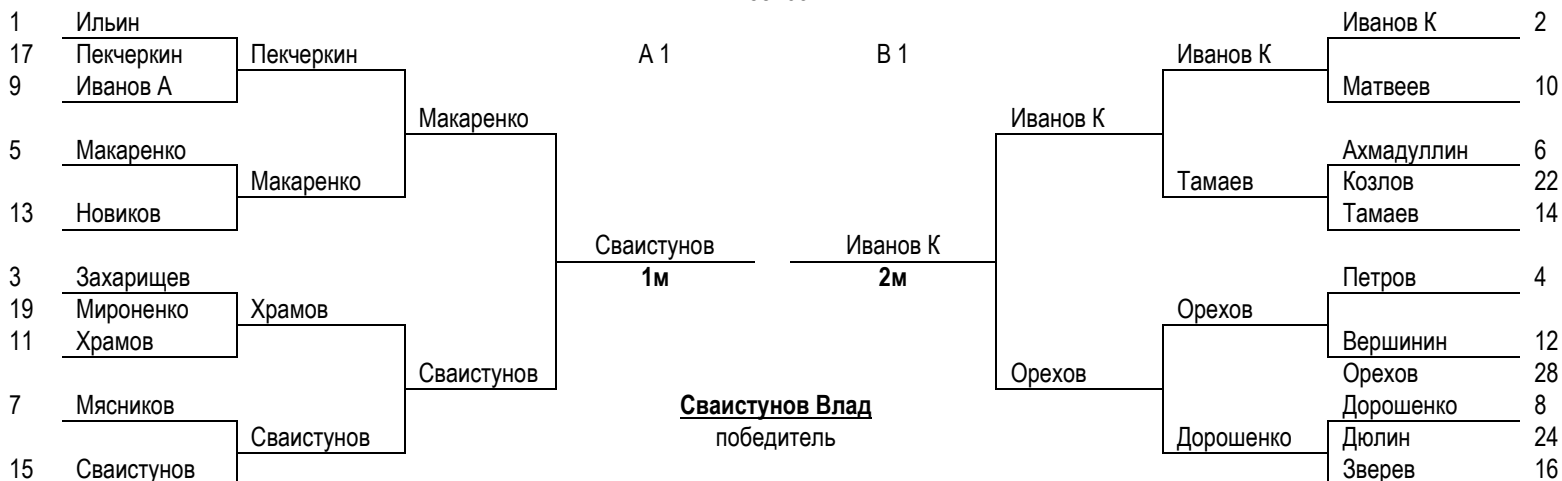 1 Ильин Иванов К 2
17 Пекчеркин Пекчеркин А 1 В 1 Иванов К
9 Иванов А Матвеев 10
Макаренко Иванов К
5 Макаренко Ахмадуллин 6
Макаренко Тамаев Козлов 22
13 Новиков Тамаев 14
Сваистунов Иванов К
3 Захарищев 1м 2м Петров 4
19 Мироненко Храмов Орехов
11 Храмов Вершинин 12
Сваистунов Орехов Орехов 28
7 Мясников Сваистунов Влад Дорошенко 8
Сваистунов победитель Дорошенко Дюлин 24
15 Сваистунов Зверев 16